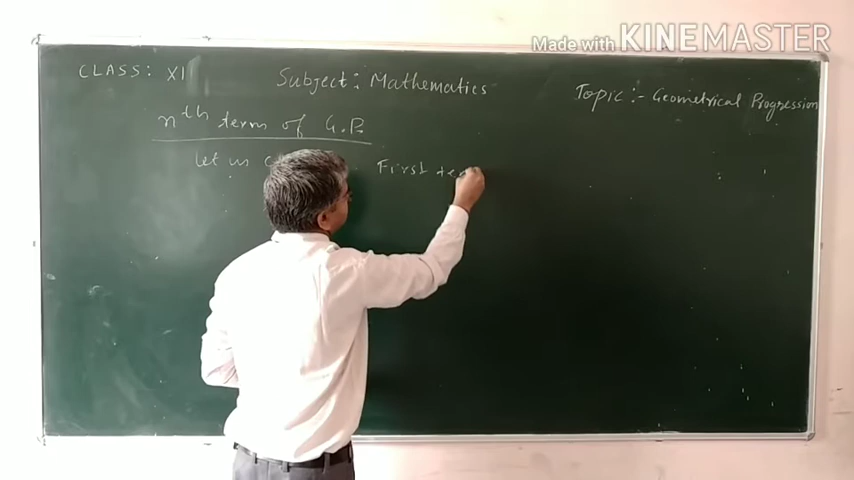 Made with KINEMASTER
CLASS: XI
Subject: Mathematics
Topic :- Geometrical Progression
nth term of G.P.
Let us
First